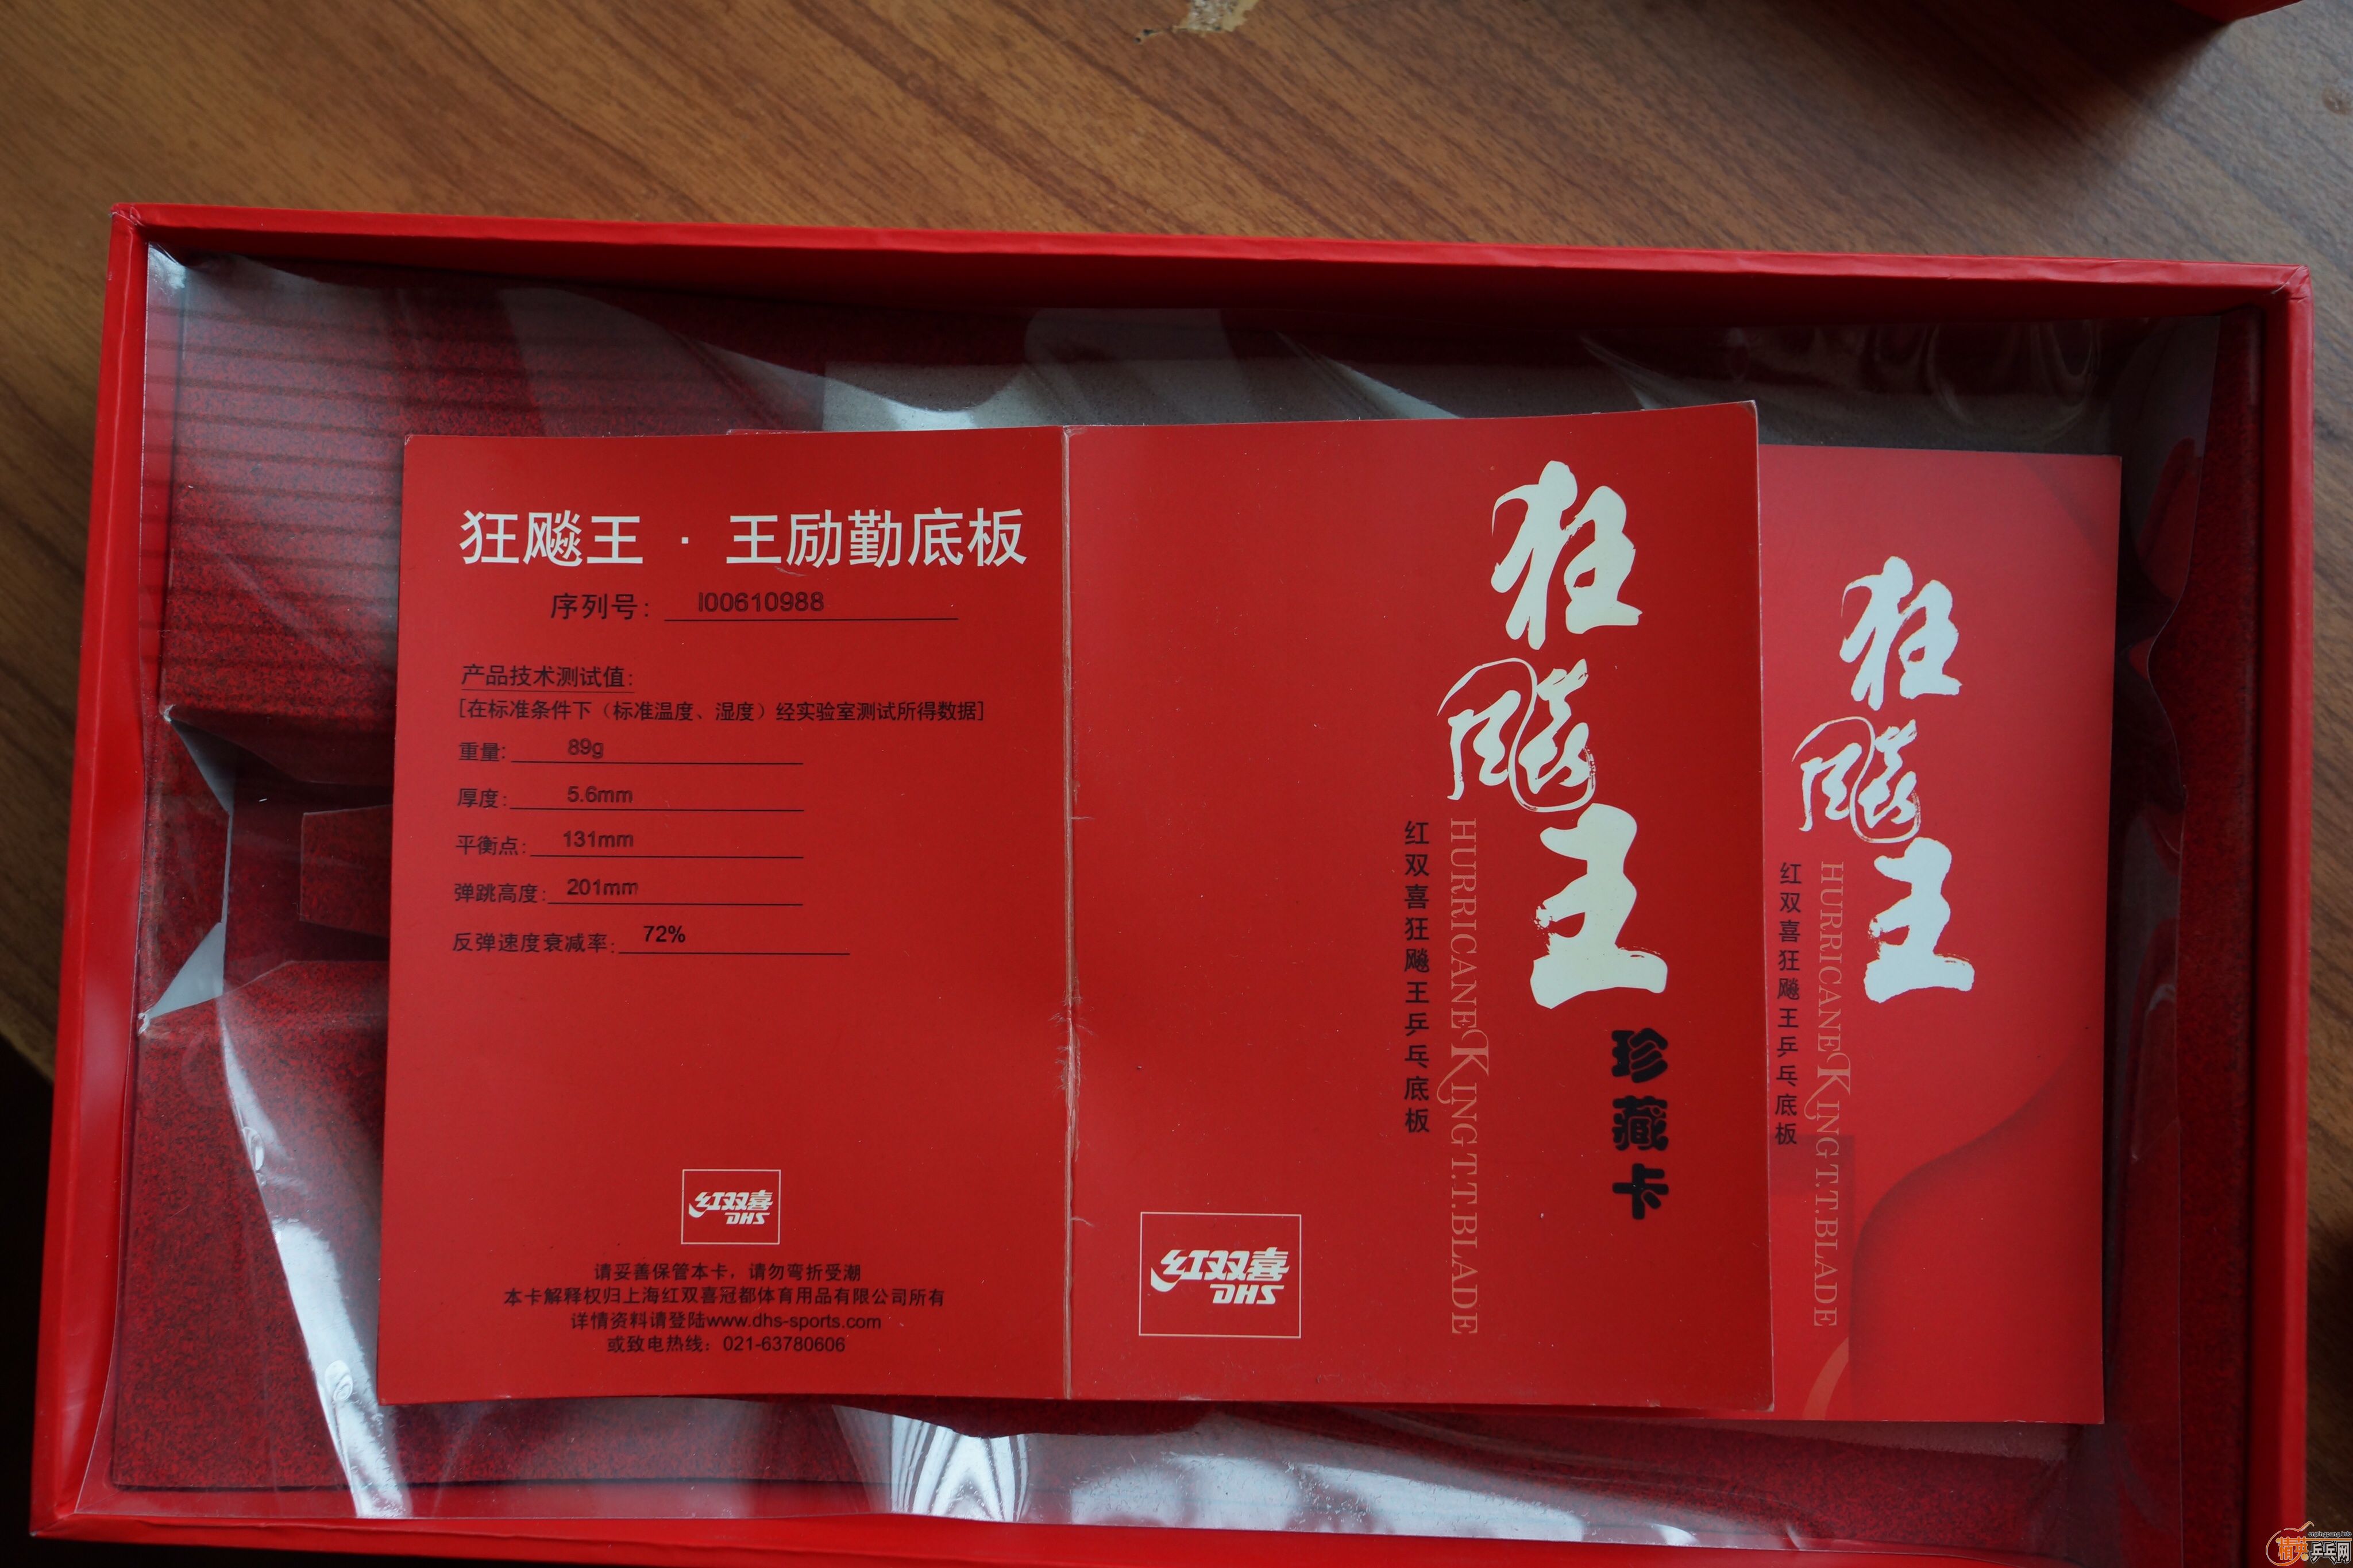 狂飚王 · 王励勤底板
序列号: I00610988
产品技术测试值:
[在标准条件下（标准温度、湿度）经实验室测试所得数据]
重量: 89g
厚度: 5.6mm
平衡点: 131mm
弹跳高度: 201mm
反弹速度衰减率: 72%
红双喜
DHS
请妥善保管本卡，请勿弯折受潮
本卡解释权归上海红双喜冠都体育用品有限公司所有
详情资料请登陆www.dhs-sports.com
或致电热线：021-63780606
狂飚王
HURRICANE KING T.T.BLADE
红双喜狂飚王乒乓底板
珍藏卡
红双喜
DHS
狂飚王
HURRICANE KING T.T.BLADE
红双喜狂飚王乒乓底板
精英乒乓网